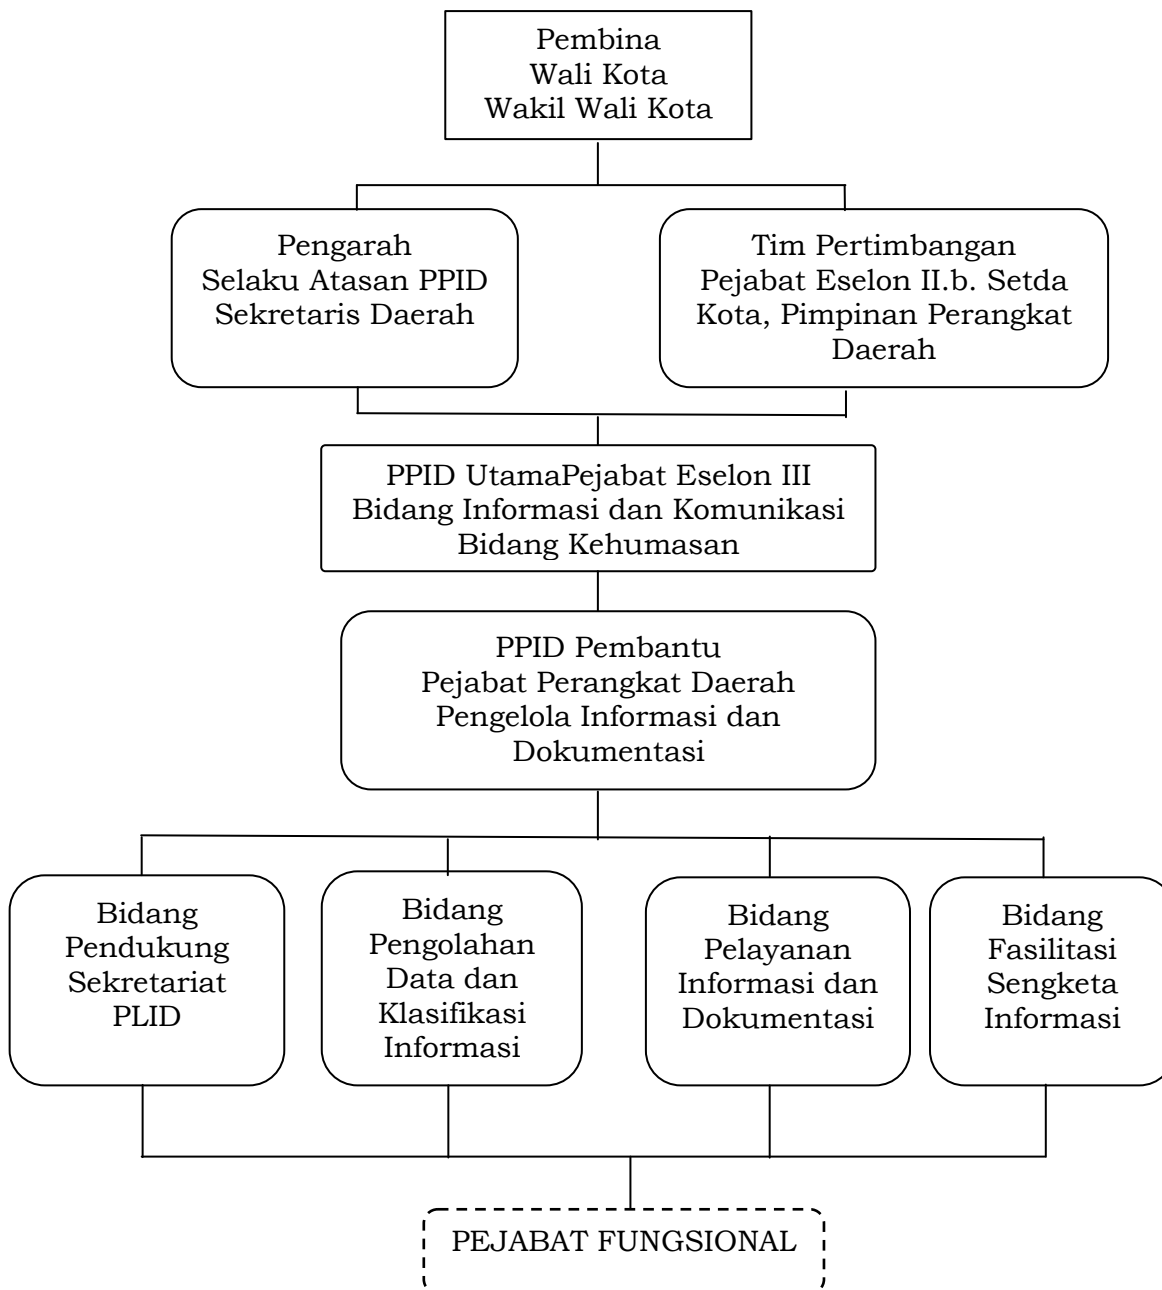 Pembina
Wali Kota
Wakil Wali Kota
Pengarah
Selaku Atasan PPID
Sekretaris Daerah
Tim Pertimbangan
Pejabat Eselon II.b. Setda
Kota, Pimpinan Perangkat
Daerah
PPID UtamaPejabat Eselon III
Bidang Informasi dan Komunikasi
Bidang Kehumasan
PPID Pembantu
Pejabat Perangkat Daerah
Pengelola Informasi dan
Dokumentasi
Bidang
Pendukung
Sekretariat
PLID
Bidang
Pengolahan
Data dan
Klasifikasi
Informasi
Bidang
Pelayanan
Informasi dan
Dokumentasi
Bidang
Fasilitasi
Sengketa
Informasi
PEJABAT FUNGSIONAL